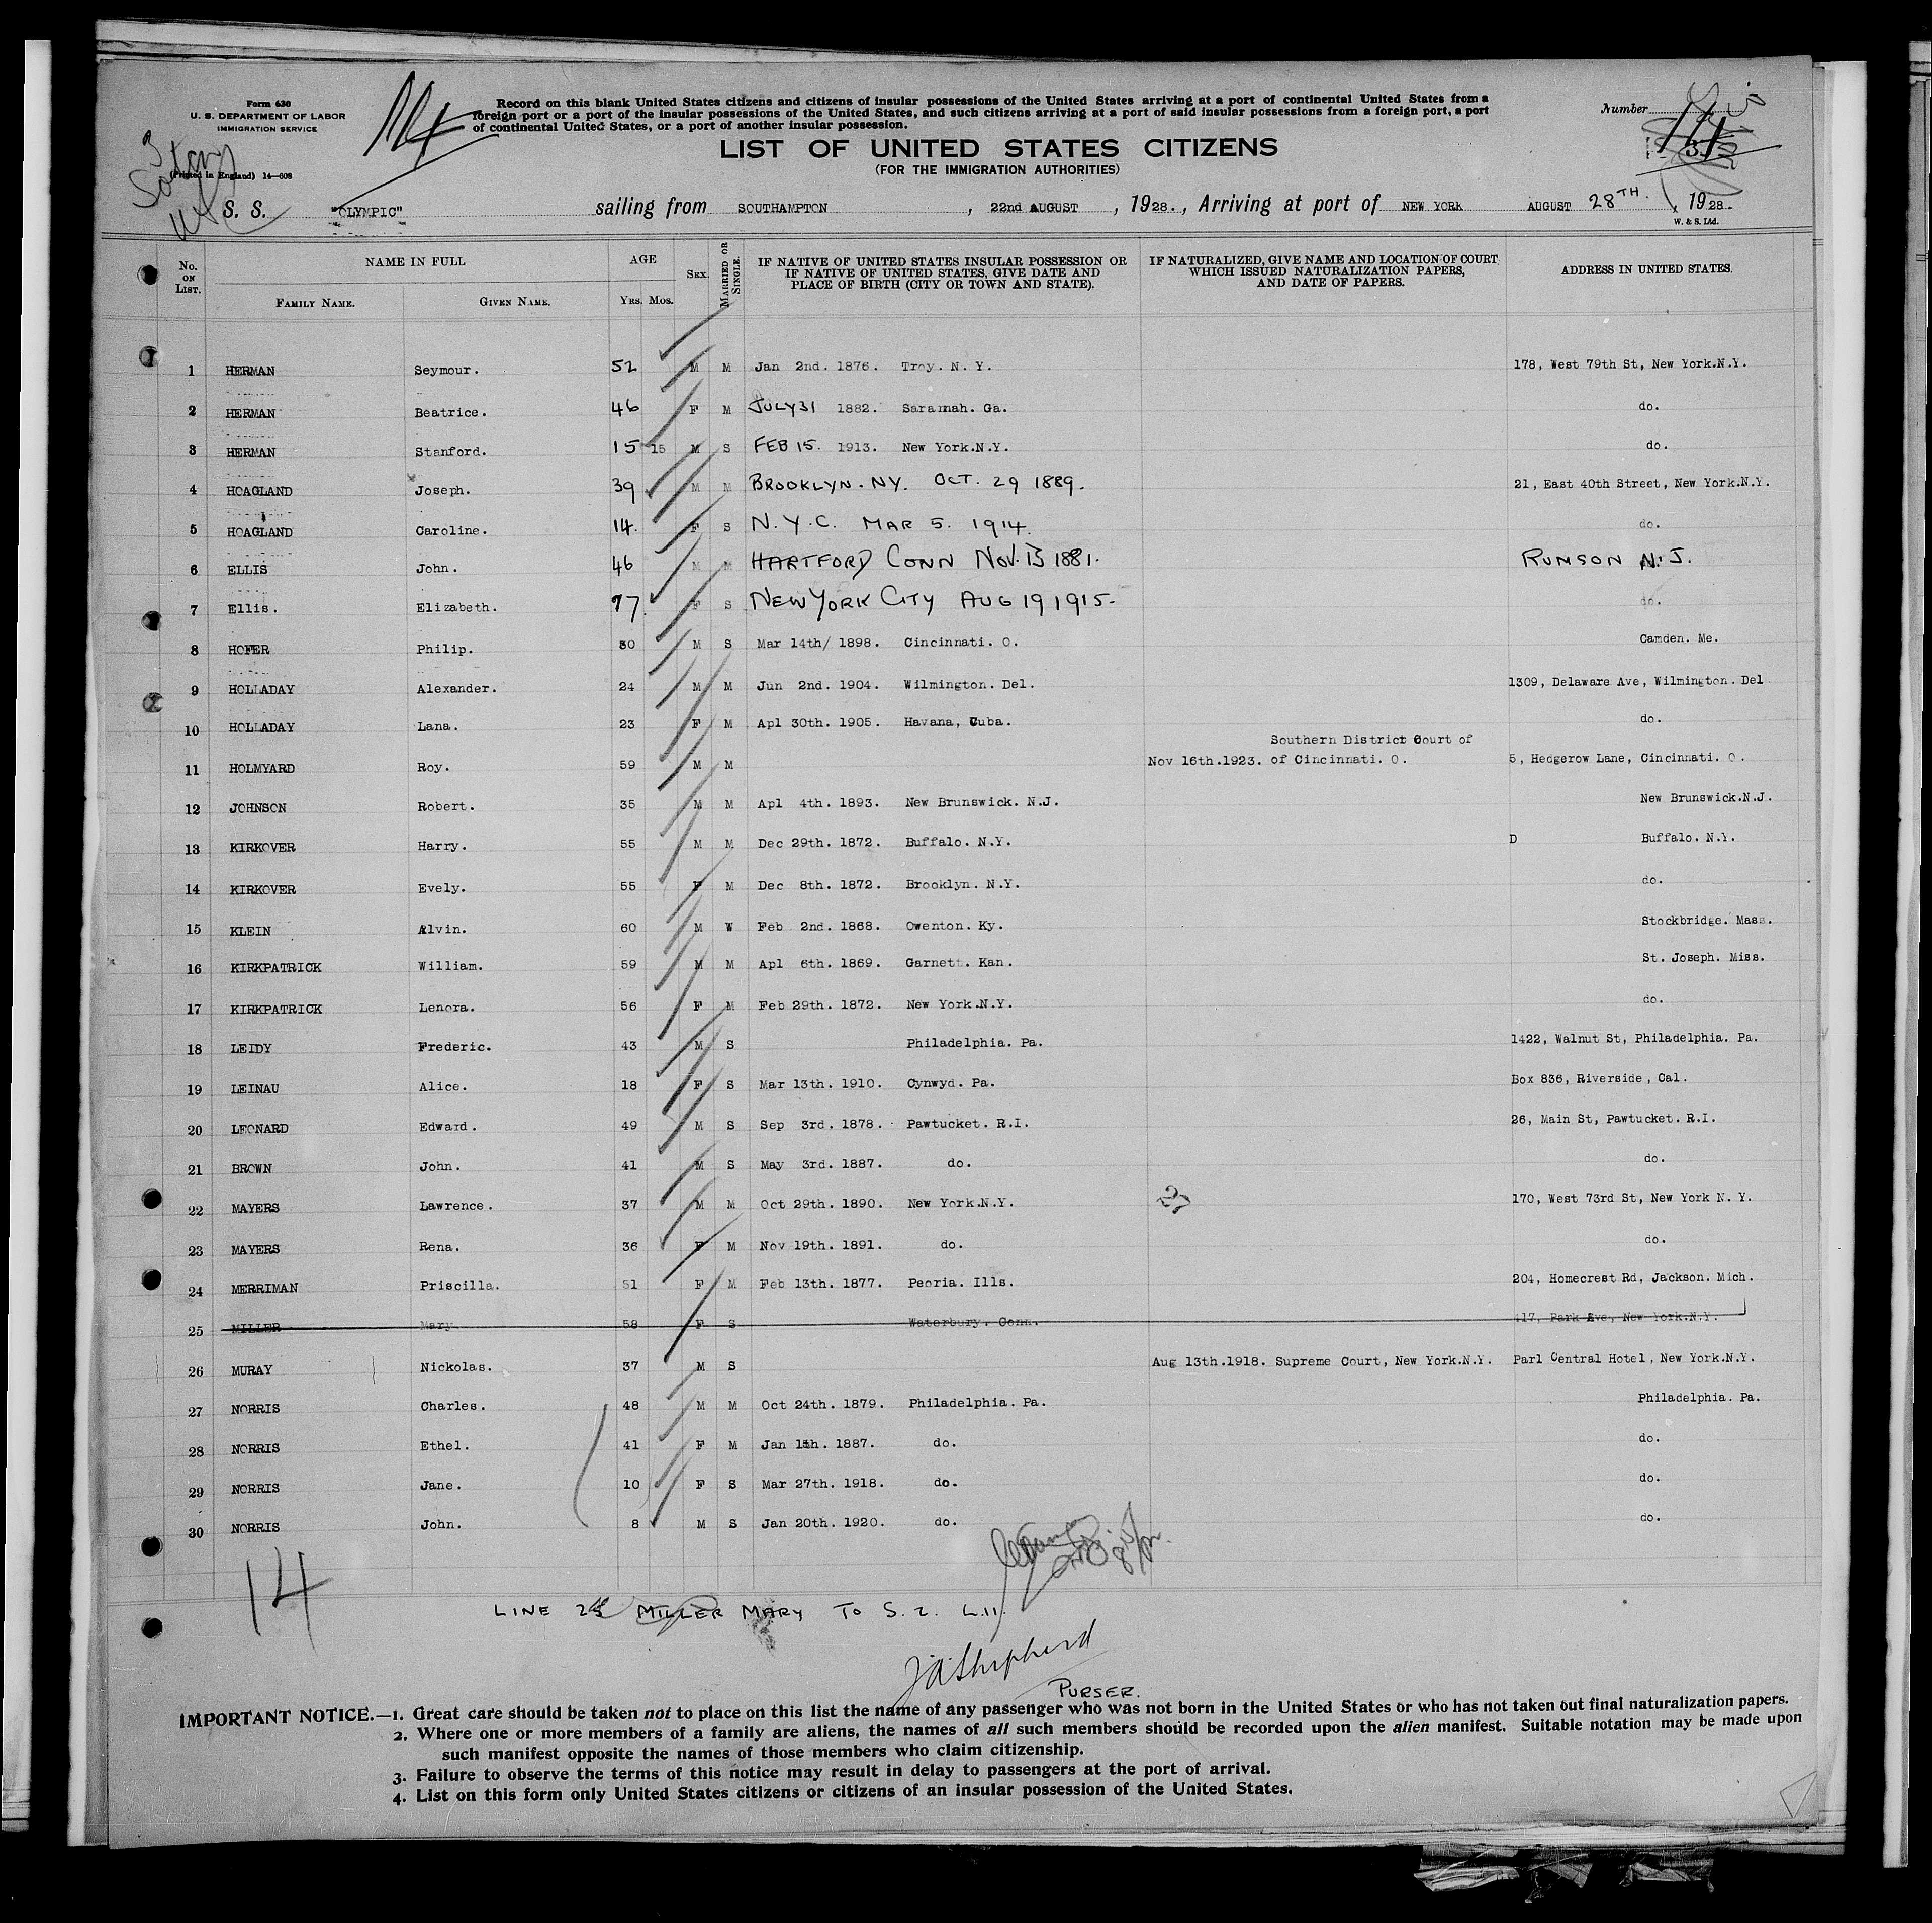 Form 630
U. S. DEPARTMENT OF LABOR
IMMIGRATION SERVICE
(Printed in England) 14—608
Record on this blank United States citizens and citizens of insular possessions of the United States arriving at a port of continental United States from a
foreign port or a port of the insular possessions of the United States, and such citizens arriving at a port of said insular possessions from a foreign port, a port
of continental United States, or a port of another insular possession.
Number
LIST OF UNITED STATES CITIZENS
(FOR THE IMMIGRATION AUTHORITIES)
S. S. "OLYMPIC" sailing from SOUTHAMPTON, 22nd AUGUST, 1928., Arriving at port of NEW YORK AUGUST 28TH, 1928.
W. & S. Ltd.
No. ON LIST. NAME IN FULL FAMILY NAME. GIVEN NAME. AGE YRS. MOS. SEX. MARRIED OR SINGLE. IF NATIVE OF UNITED STATES INSULAR POSSESSION OR IF NATIVE OF UNITED STATES, GIVE DATE AND PLACE OF BIRTH (CITY OR TOWN AND STATE). IF NATURALIZED, GIVE NAME AND LOCATION OF COURT WHICH ISSUED NATURALIZATION PAPERS, AND DATE OF PAPERS. ADDRESS IN UNITED STATES.
1 HERMAN Seymour. 52 M M Jan 2nd. 1876. Troy. N. Y. 178, West 79th St, New York.N.Y.
2 HERMAN Beatrice. 46 F M JULY 31 1882. Saramah. Ga. do.
3 HERMAN Stanford. 15 15 M S FEB 15. 1913. New York.N.Y. do.
4 HOAGLAND Joseph. 39 M M BROOKLYN. NY. OCT. 29 1889. 21, East 40th Street, New York.N.Y.
5 HOAGLAND Caroline. 14. F S N.Y.C. MAR 5. 1914. do.
6 ELLIS John. 46 M M HARTFORD CONN NOV. 13 1881. RUMSON N.J.
7 Ellis. Elizabeth. F S NEW YORK CITY AUG 19 1915- do.
8 HOFER Philip. 30 M S Mar 14th/ 1898. Cincinnati. O. Camden. Me.
9 HOLLADAY Alexander. 24 M M Jun 2nd. 1904. Wilmington. Del. 1309, Delaware Ave, Wilmington. Del
10 HOLLADAY Lana. 23 F M Apl 30th. 1905. Havana, Cuba. do.
11 HOLMYARD Roy. 59 M M Nov 16th.1923. Southern District Court of of Cincinnati. O. 5, Hedgerow Lane, Cincinnati. O.
12 JOHNSON Robert. 35 M M Apl 4th. 1893. New Brunswick. N.J. New Brunswick.N.J.
13 KIRKOVER Harry. 55 M M Dec 29th. 1872. Buffalo. N.Y. D Buffalo. N.Y.
14 KIRKOVER Evely. 55 F M Dec 8th. 1872. Brooklyn. N.Y. do.
15 KLEIN Alvin. 60 M W Feb 2nd. 1868. Owenton. Ky. Stockbridge. Mass.
16 KIRKPATRICK William. 59 M M Apl 6th. 1869. Garnett. Kan. St. Joseph. Miss.
17 KIRKPATRICK Lenora. 56 F M Feb 29th. 1872. New York.N.Y. do.
18 LEIDY Frederic. 43 M S Philadelphia. Pa. 1422, Walnut St, Philadelphia. Pa.
19 LEINAU Alice. 18 F S Mar 13th. 1910. Cynwyd. Pa. Box 836, Riverside, Cal.
20 LEONARD Edward. 49 M S Sep 3rd. 1878. Pawtucket. R.I. 26, Main St, Pawtucket. R.I.
21 BROWN John. 41 M S May 3rd. 1887. do. do.
22 MAYERS Lawrence. 37 M M Oct 29th. 1890. New York.N.Y. 27 170, West 73rd St, New York N. Y.
23 MAYERS Rena. 36 F M Nov 19th. 1891. do. do.
24 MERRIMAN Priscilla. 51 F M Feb 13th. 1877. Peoria. Ills. 204, Homecrest Rd, Jackson. Mich.
25 MILLER Mary 58 F S Waterbury. Conn. 417, Park Ave, New York.N.Y.
26 MURAY Nickolas. 37 M S Aug 13th.1918. Supreme Court, New York.N.Y. Parl Central Hotel, New York.N.Y.
27 NORRIS Charles. 48 M M Oct 24th. 1879. Philadelphia. Pa. Philadelphia. Pa.
28 NORRIS Ethel. 41 F M Jan 1th. 1887. do. do.
29 NORRIS Jane. 10 F S Mar 27th. 1918. do. do.
30 NORRIS John. 8 M S Jan 20th. 1920. do. do.
14
LINE 25 MILLER MARY TO S. 2. L.11.
J A Shepherd
PURSER.
IMPORTANT NOTICE.—1. Great care should be taken not to place on this list the name of any passenger who was not born in the United States or who has not taken out final naturalization papers.
2. Where one or more members of a family are aliens, the names of all such members should be recorded upon the alien manifest. Suitable notation may be made upon
such manifest opposite the names of those members who claim citizenship.
3. Failure to observe the terms of this notice may result in delay to passengers at the port of arrival.
4. List on this form only United States citizens or citizens of an insular possession of the United States.